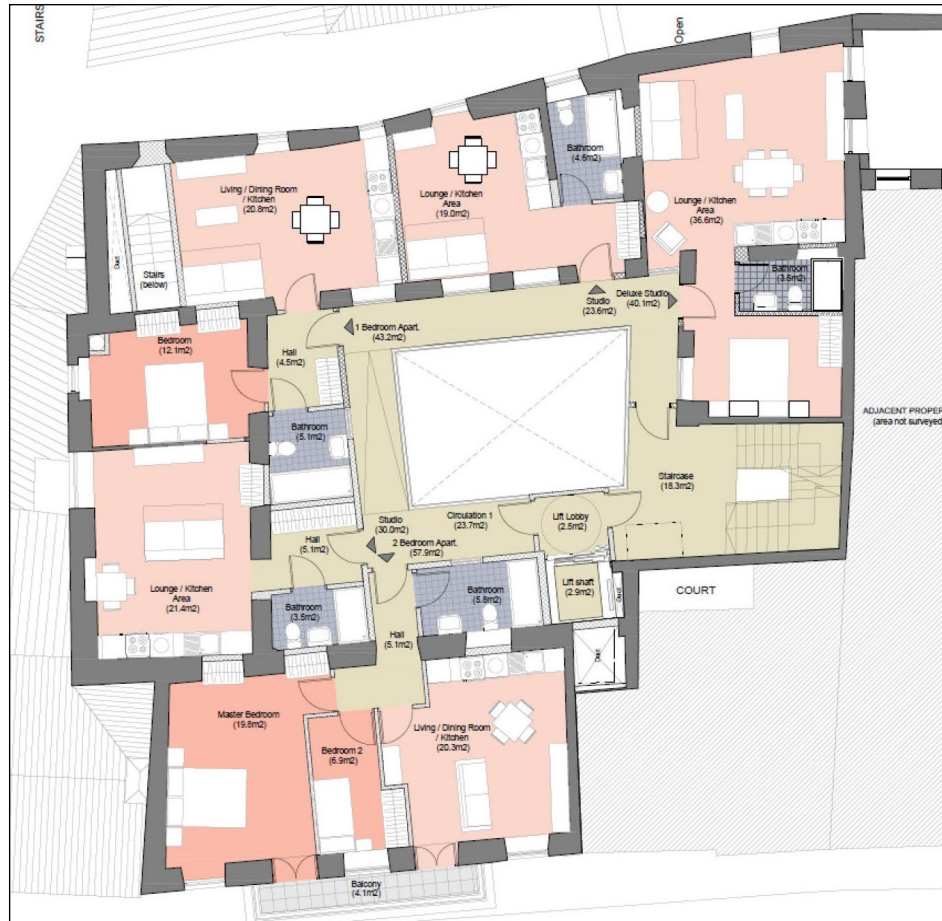 STAIRS
Open
Bathroom
(4.6m2)
Living / Dining Room
/ Kitchen
(20.8m2)
Lounge / Kitchen
Area
(19.0m2)
Lounge / Kitchen
Area
(36.6m2)
Duct
Stairs
(below)
Bathroom
(3.5m2)
Studio
(23.6m2)
Deluxe Studio
(40.1m2)
1 Bedroom Apart.
(43.2m2)
Bedroom
(12.1m2)
Hall
(4.5m2)
ADJACENT PROPER
(area not surveyed
Bathroom
(5.1m2)
Staircase
(18.3m2)
Studio
(30.0m2)
Circulation 1
(23.7m2)
Lift Lobby
(2.5m2)
Hall
(5.1m2)
2 Bedroom Apart.
(57.9m2)
Lounge / Kitchen
Area
(21.4m2)
Bathroom
(3.5m2)
Bathroom
(5.8m2)
Lift shaft
(2.9m2)
Duct
COURT
Hall
(5.1m2)
Duct
Master Bedroom
(19.8m2)
Bedroom 2
(6.9m2)
Living / Dining Room
/ Kitchen
(20.3m2)
Balcony
(4.1m2)